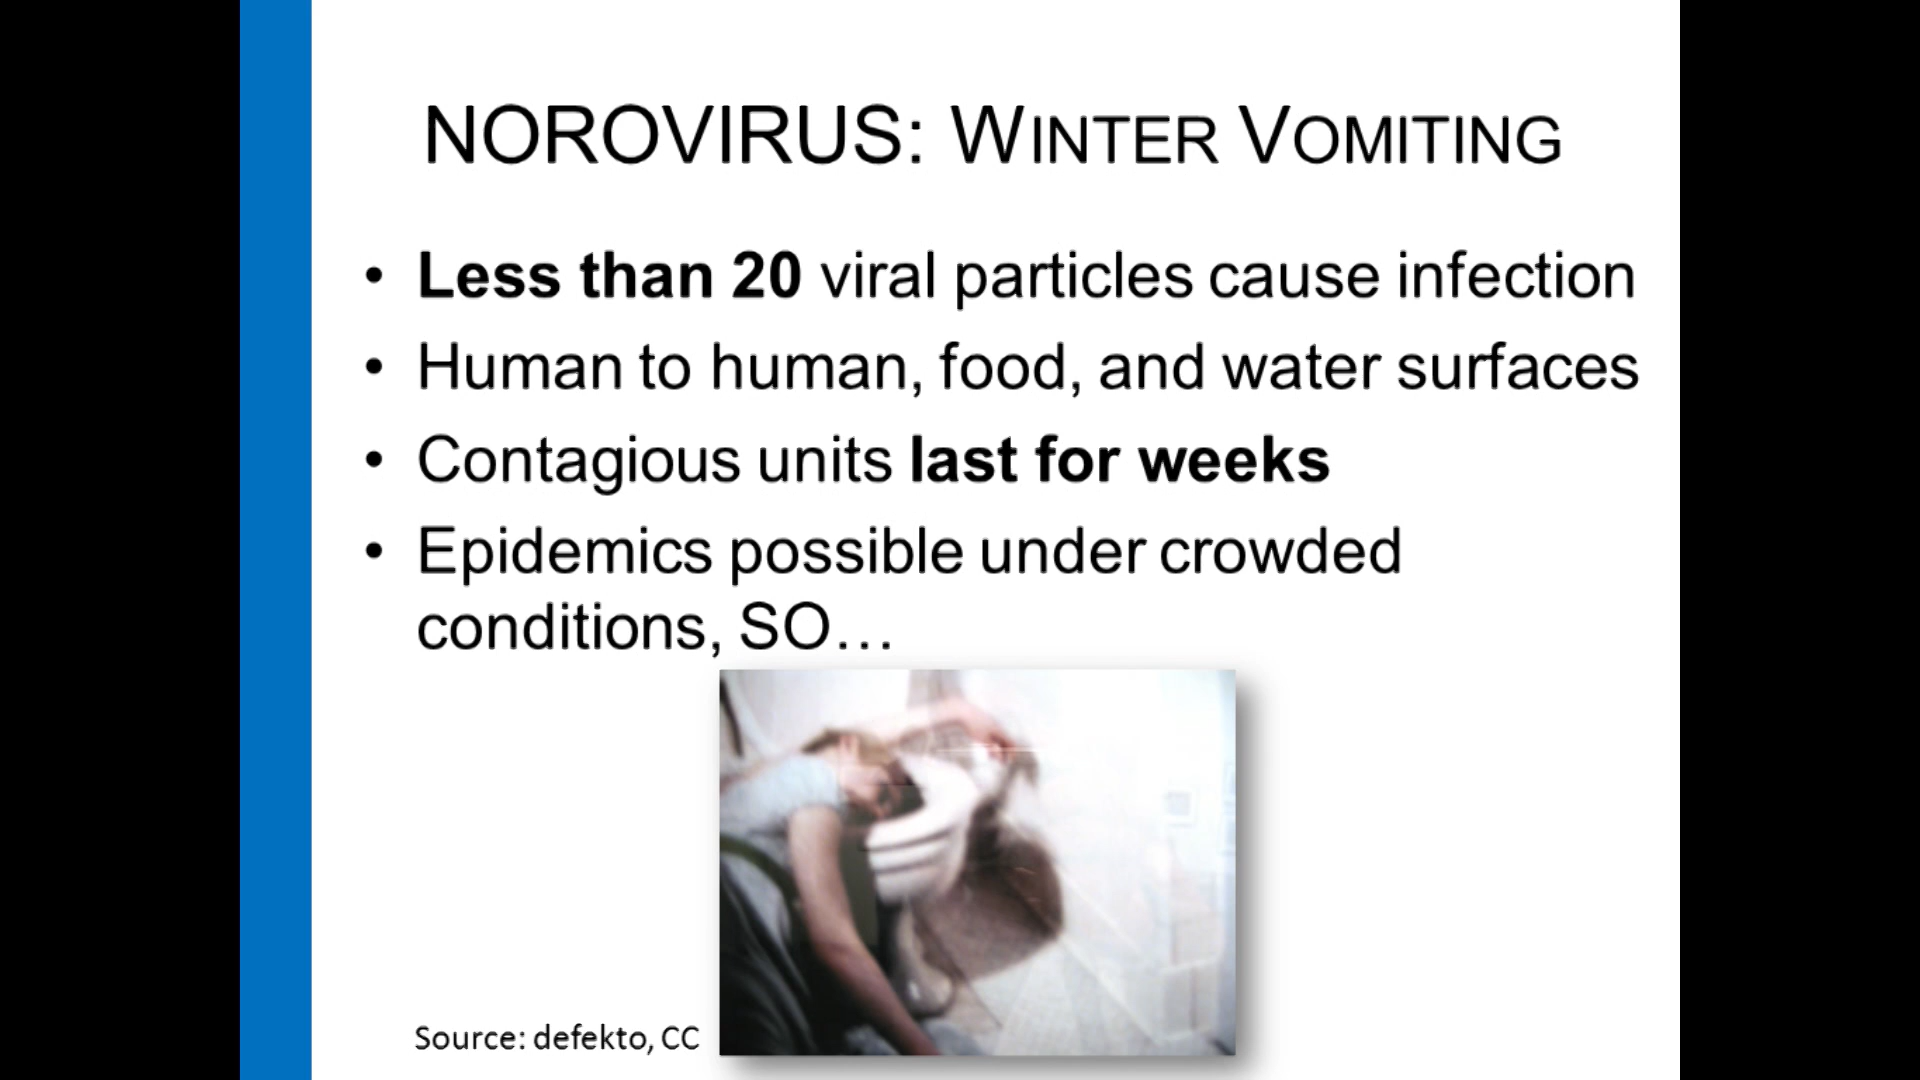 NOROVIRUS: WINTER VOMITING
• Less than 20 viral particles cause infection
• Human to human, food, and water surfaces
• Contagious units last for weeks
• Epidemics possible under crowded
conditions, SO…
Source: defekto, CC